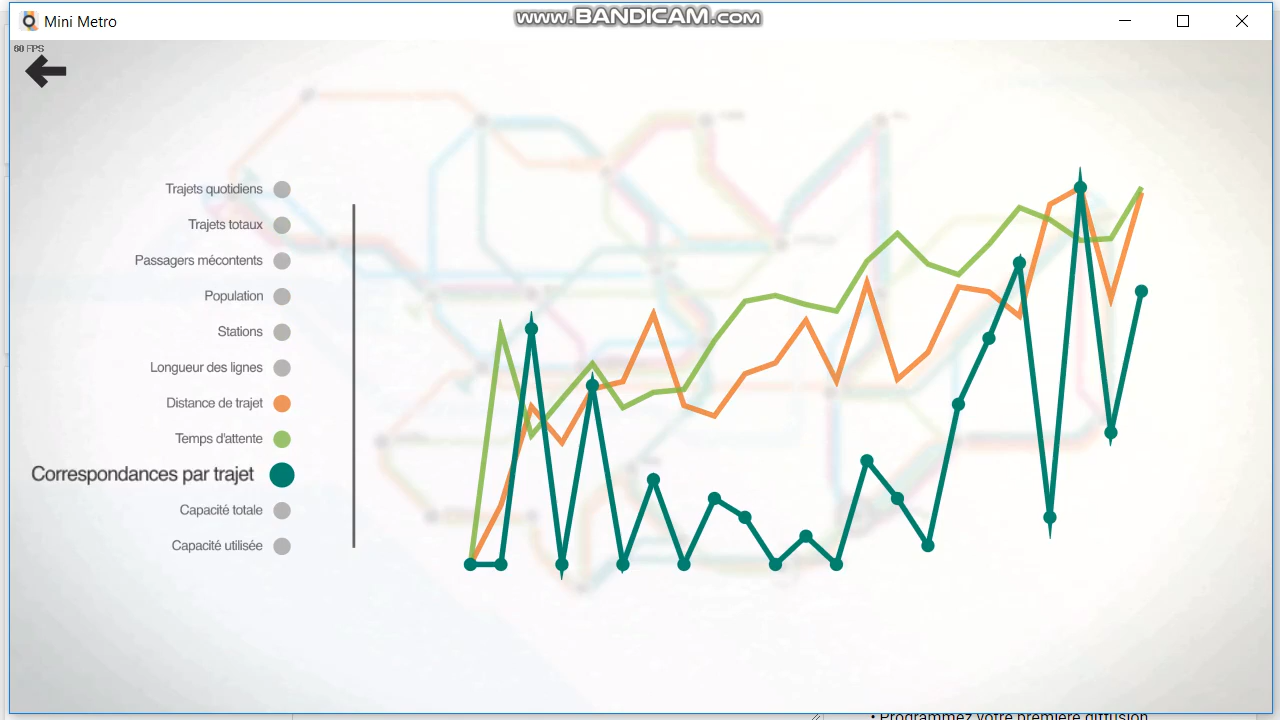 Mini Metro
www.BANDICAM.com
60 FPS
Trajets quotidiens
Trajets totaux
Passagers mécontents
Population
Stations
Longueur des lignes
Distance de trajet
Temps d'attente
Correspondances par trajet
Capacité totale
Capacité utilisée
• Programmez votre première diffusion